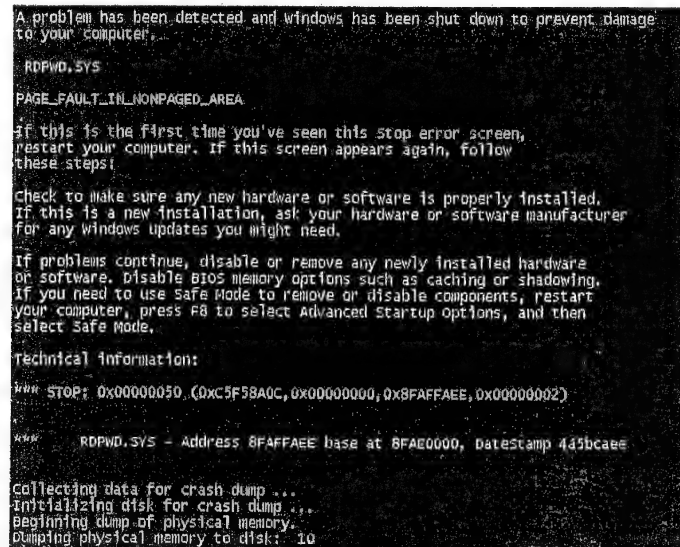 A problem has been detected and windows has been shut down to prevent damage
to your computer.
RDPWD.SYS
PAGE_FAULT_IN_NONPAGED_AREA
If this is the first time you've seen this Stop error screen,
restart your computer. If this screen appears again, follow
these steps:
Check to make sure any new hardware or software is properly installed.
If this is a new installation, ask your hardware or software manufacturer
for any windows updates you might need.
If problems continue, disable or remove any newly installed hardware
or software. Disable BIOS memory options such as caching or shadowing.
If you need to use Safe Mode to remove or disable components, restart
your computer, press F8 to select Advanced Startup Options, and then
select Safe Mode.
Technical information:
*** STOP: 0x00000050 (0xC5F58A0C,0x00000000,0x8FAFFAEE,0x00000002)
*** RDPWD.SYS - Address 8FAFFAEE base at 8FAE0000, DateStamp 4a5bcaee
Collecting data for crash dump ...
Initializing disk for crash dump ...
Beginning dump of physical memory.
Dumping physical memory to disk: 10